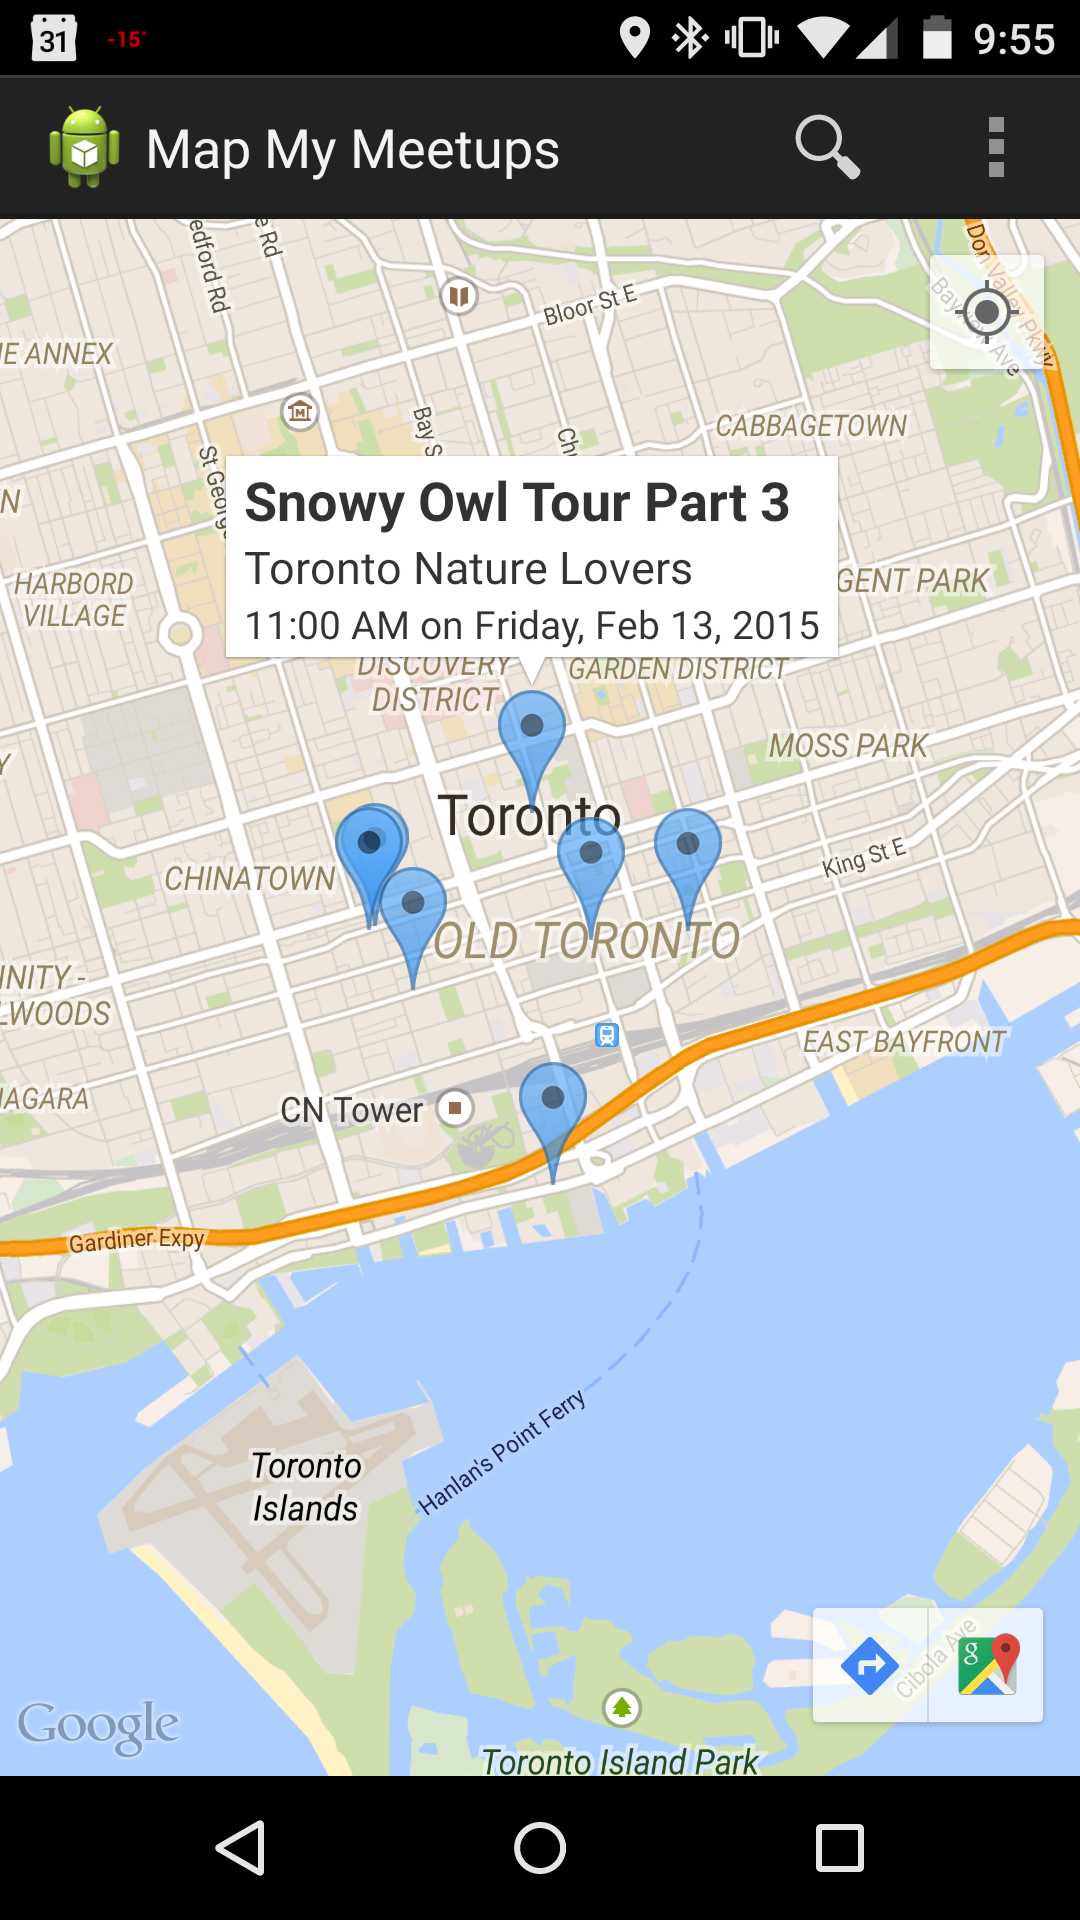 31 -15° 9:55
Map My Meetups
edford Rd
e Rd
Don Valley Pkwy
Bloor St E
Bayview Ave
E ANNEX
CABBAGETOWN
Bay S
Ch
St Georg
N
Snowy Owl Tour Part 3
Toronto Nature Lovers
11:00 AM on Friday, Feb 13, 2015
HARBORD
VILLAGE
GENT PARK
DISCOVERY
DISTRICT
GARDEN DISTRICT
MOSS PARK
Y
Toronto
CHINATOWN
King St E
OLD TORONTO
INITY -
LWOODS
EAST BAYFRONT
IAGARA
CN Tower
Gardiner Expy
Hanlan's Point Ferry
Toronto
Islands
Cibola Ave
g
Google
Toronto Island Park